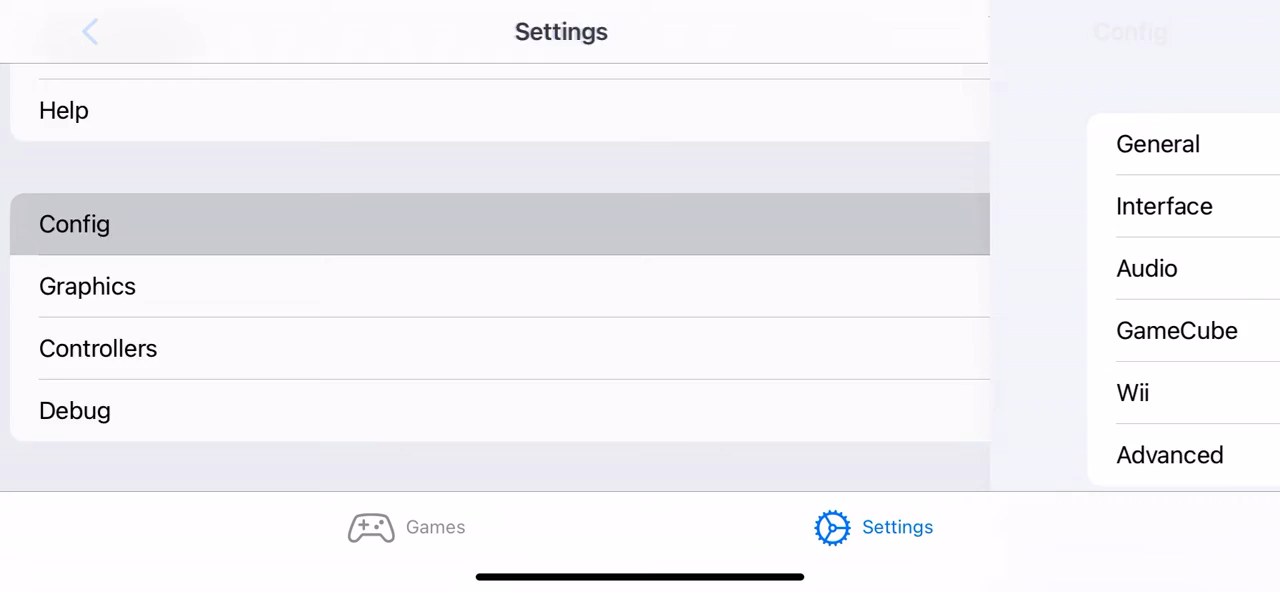 Settings
Config
Help
Config
Graphics
Controllers
Debug
General
Interface
Audio
GameCube
Wii
Advanced
Games
Settings